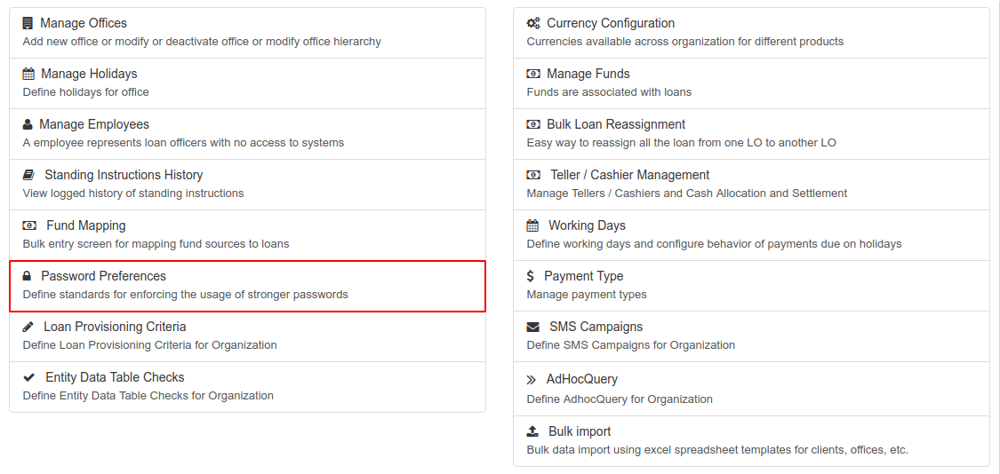 Manage Offices
Add new office or modify or deactivate office or modify office hierarchy
Manage Holidays
Define holidays for office
Manage Employees
A employee represents loan officers with no access to systems
Standing Instructions History
View logged history of standing instructions
Fund Mapping
Bulk entry screen for mapping fund sources to loans
Password Preferences
Define standards for enforcing the usage of stronger passwords
Loan Provisioning Criteria
Define Loan Provisioning Criteria for Organization
Entity Data Table Checks
Define Entity Data Table Checks for Organization
Currency Configuration
Currencies available across organization for different products
Manage Funds
Funds are associated with loans
Bulk Loan Reassignment
Easy way to reassign all the loan from one LO to another LO
Teller / Cashier Management
Manage Tellers / Cashiers and Cash Allocation and Settlement
Working Days
Define working days and configure behavior of payments due on holidays
Payment Type
Manage payment types
SMS Campaigns
Define SMS Campaigns for Organization
AdHocQuery
Define AdhocQuery for Organization
Bulk import
Bulk data import using excel spreadsheet templates for clients, offices, etc.